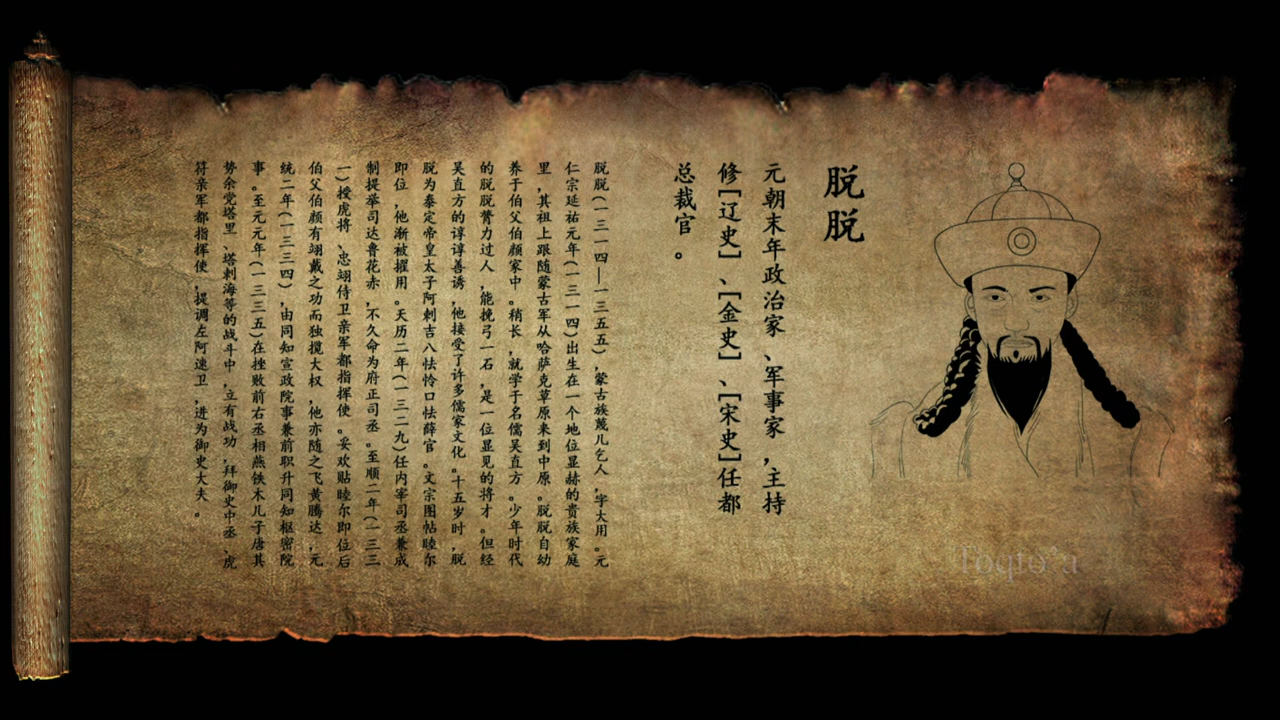 脱脱
元朝末年政治家、军事家，主持
修[辽史]、[金史]、[宋史]任都
总裁官。
脱脱(一三一四—一三五五)，蒙古族蔑儿乞人，字大用。元
仁宗延祐元年(一三一四)出生在一个地位显赫的贵族家庭
里，其祖上跟随蒙古军从哈萨克草原来到中原。脱脱自幼
养于伯父伯颜家中。稍长，就学于名儒吴直方。少年时代
的脱脱膂力过人，能挽弓一石，是一位显见的将才。但经
吴直方的谆谆善诱，他接受了许多儒家文化。十五岁时，脱
脱为泰定帝皇太子阿剌吉八怯怜口怯薛官。文宗图帖睦尔
即位，他渐被擢用。天历二年(一三二九)任内宰司丞兼成
制提举司达鲁花赤，不久命为府正司丞。至顺二年(一三三
一)授虎将、忠翊侍卫亲军都指挥使。妥欢贴睦尔即位后
伯父伯颜有翊戴之功而独揽大权，他亦随之飞黄腾达，元
统二年(一三三四)，由同知宣政院事兼前职升同知枢密院
事。至元元年(一三三五)在挫败前右丞相燕铁木儿子唐其
势余党塔里、塔剌海等的战斗中，立有战功，拜御史中丞、虎
符亲军都指挥使，提调左阿速卫，进为御史大夫。
Toqto'a